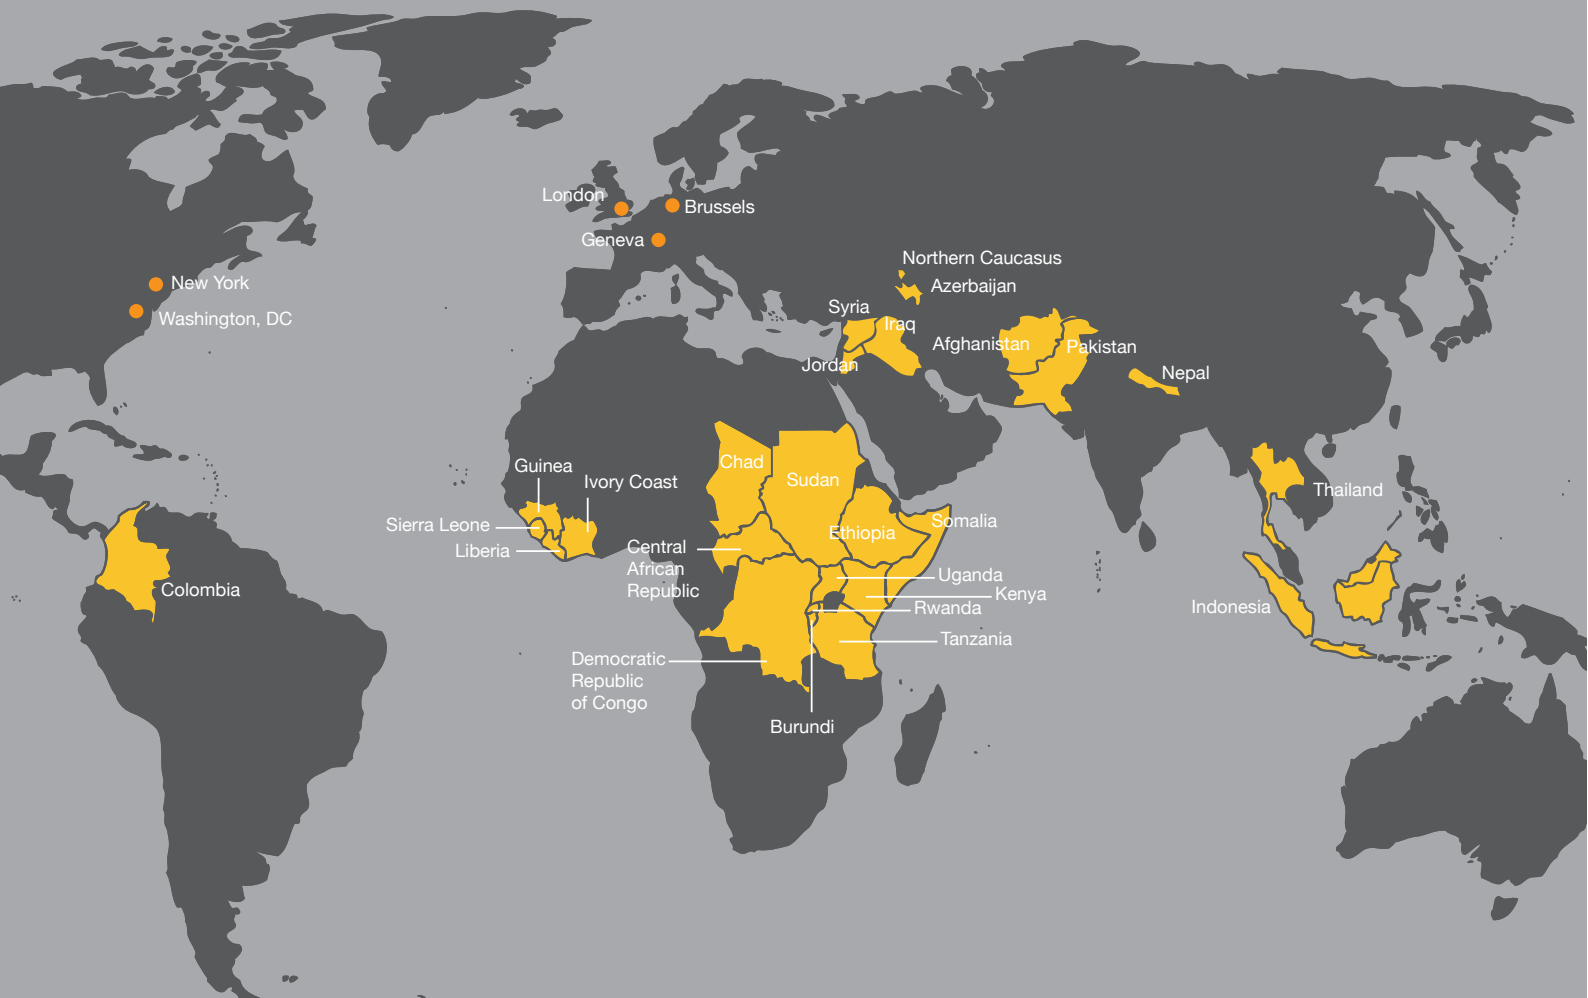 London
Brussels
Geneva
New York
Washington, DC
Northern Caucasus
Azerbaijan
Syria
Iraq
Afghanistan
Pakistan
Jordan
Nepal
Guinea
Ivory Coast
Chad
Sudan
Thailand
Sierra Leone
Liberia
Somalia
Ethiopia
Central
African
Republic
Uganda
Kenya
Rwanda
Colombia
Indonesia
Tanzania
Democratic
Republic
of Congo
Burundi